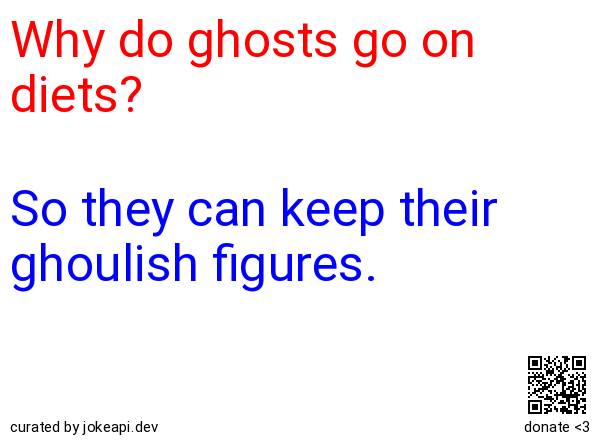 Why do ghosts go on
diets?
So they can keep their
ghoulish figures.
curated by jokeapi.dev
donate <3